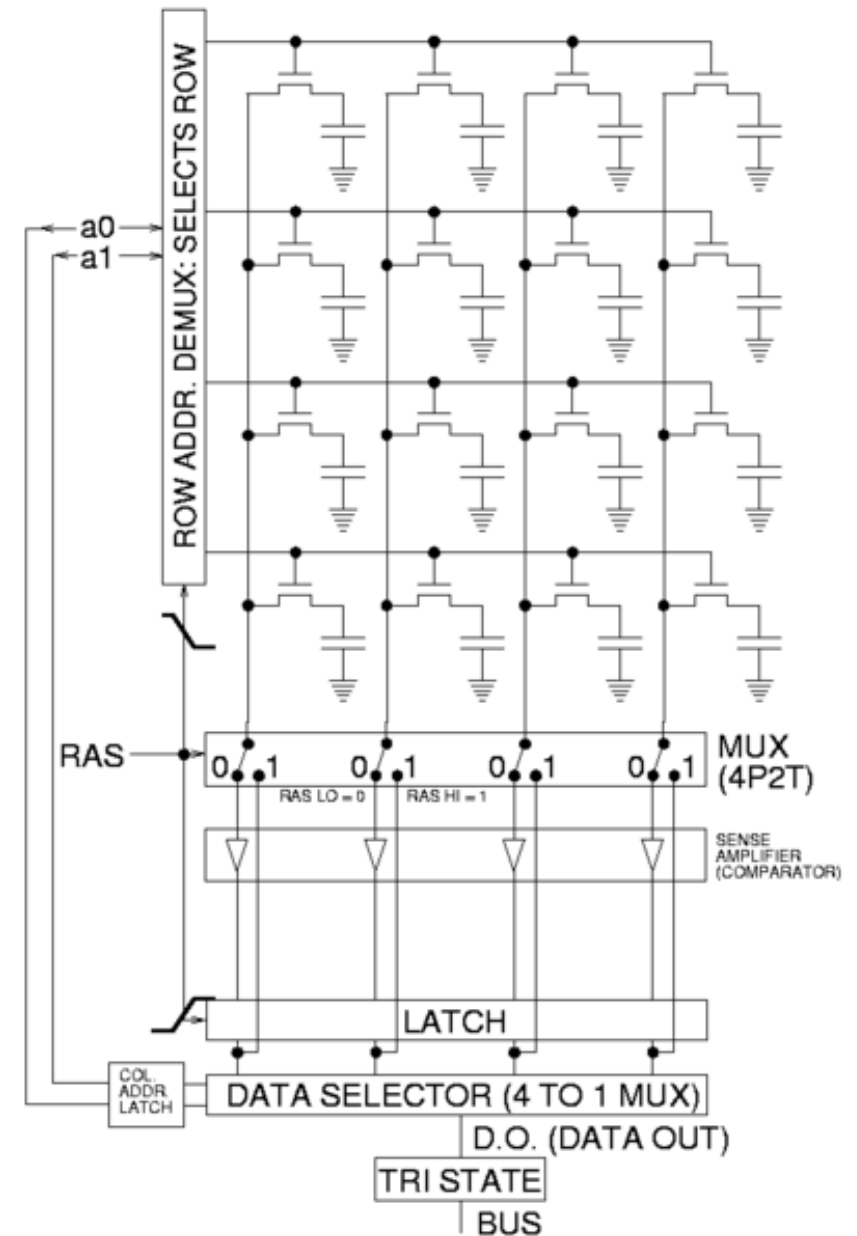 ROW ADDR. DEMUX: SELECTS ROW
a0
a1
RAS
0 1 0 1 0 1 0 1
RAS LO = 0 RAS HI = 1
MUX
(4P2T)
SENSE
AMPLIFIER
(COMPARATOR)
LATCH
COL.
ADDR.
LATCH
DATA SELECTOR (4 TO 1 MUX)
D.O. (DATA OUT)
TRI STATE
BUS